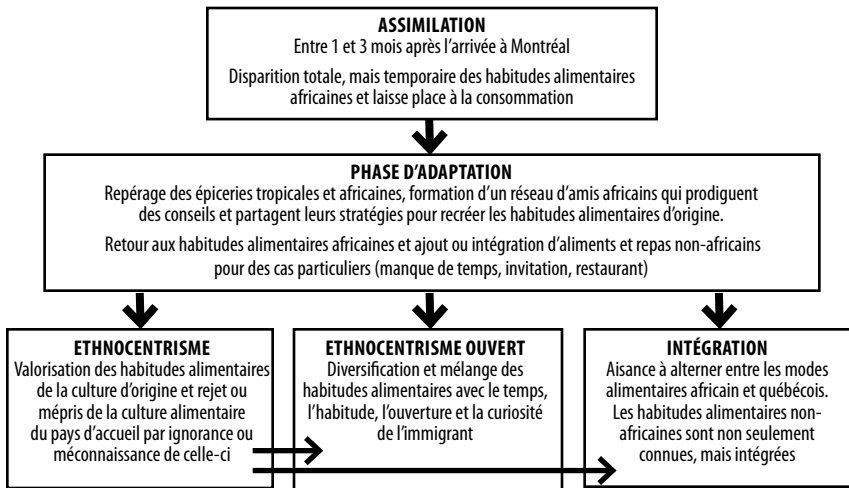 ASSIMILATION
Entre 1 et 3 mois après l'arrivée à Montréal
Disparition totale, mais temporaire des habitudes alimentaires
africaines et laisse place à la consommation
PHASE D'ADAPTATION
Repérage des épiceries tropicales et africaines, formation d'un réseau d'amis africains qui prodiguent
des conseils et partagent leurs stratégies pour recréer les habitudes alimentaires d'origine.
Retour aux habitudes alimentaires africaines et ajout ou intégration d'aliments et repas non-africains
pour des cas particuliers (manque de temps, invitation, restaurant)
ETHNOCENTRISME
Valorisation des habitudes alimentaires
de la culture d'origine et rejet ou
mépris de la culture alimentaire
du pays d'accueil par ignorance ou
méconnaissance de celle-ci
ETHNOCENTRISME OUVERT
Diversification et mélange des
habitudes alimentaires avec le temps,
l'habitude, l'ouverture et la curiosité
de l'immigrant
INTÉGRATION
Aisance à alterner entre les modes
alimentaires africain et québécois.
Les habitudes alimentaires non-
africaines sont non seulement
connues, mais intégrées